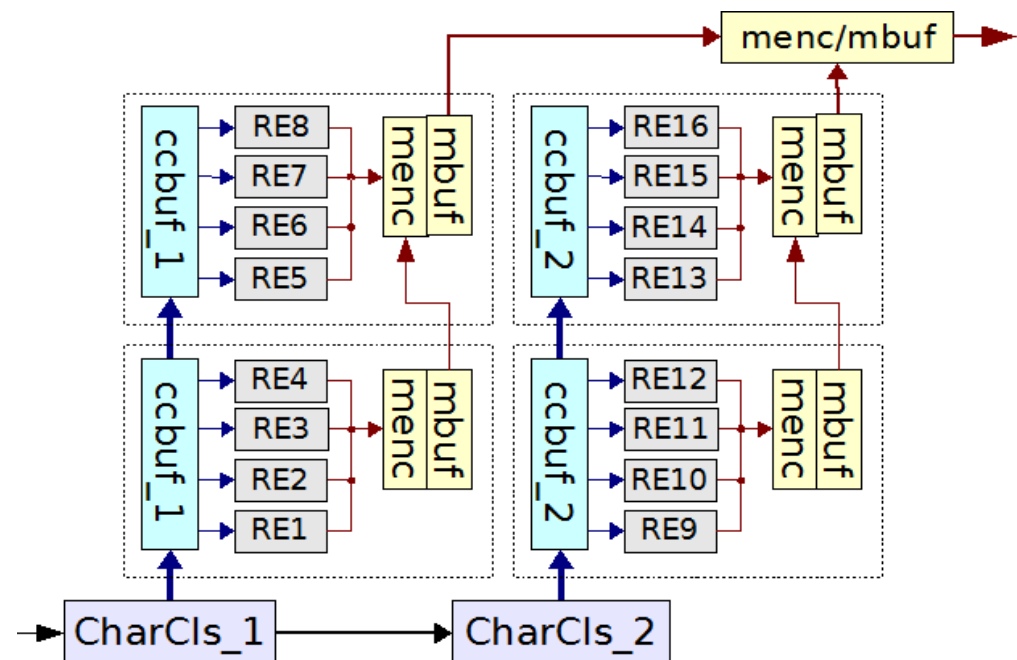 menc/mbuf
ccbuf_1
RE8
RE7
RE6
RE5
menc
mbuf
ccbuf_2
RE16
RE15
RE14
RE13
menc
mbuf
ccbuf_1
RE4
RE3
RE2
RE1
menc
mbuf
ccbuf_2
RE12
RE11
RE10
RE9
menc
mbuf
CharCls_1
CharCls_2